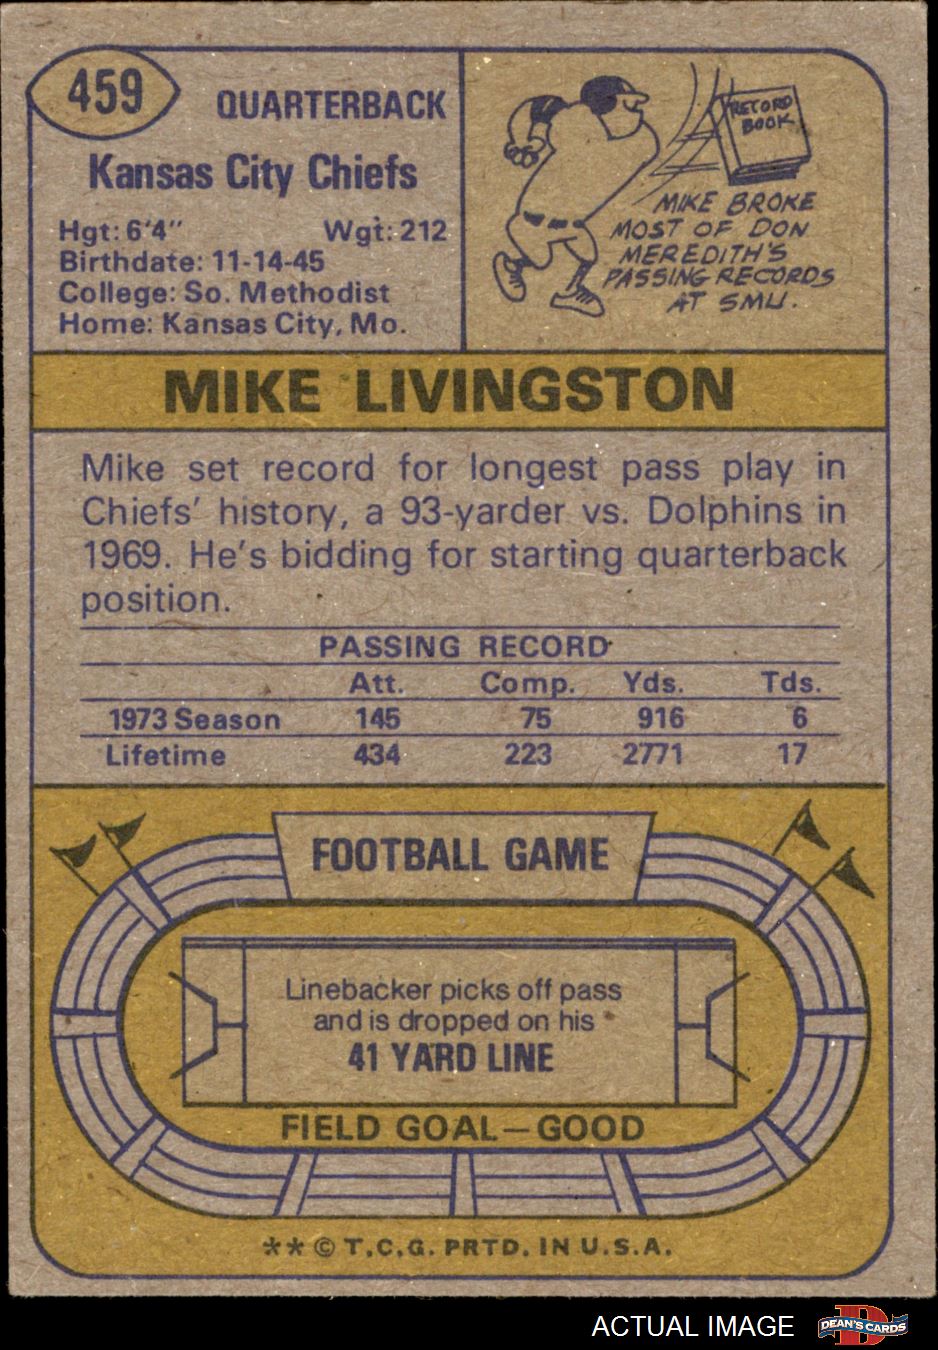 459
QUARTERBACK
Kansas City Chiefs
Hgt: 6'4" Wgt: 212
Birthdate: 11-14-45
College: So. Methodist
Home: Kansas City, Mo.
RECORD
BOOK
MIKE BROKE
MOST OF DON
MEREDITH'S
PASSING RECORDS
AT SMU.
MIKE LIVINGSTON
Mike set record for longest pass play in
Chiefs' history, a 93-yarder vs. Dolphins in
1969. He's bidding for starting quarterback
position.
PASSING RECORD
Att. Comp. Yds. Tds.
1973 Season 145 75 916 6
Lifetime 434 223 2771 17
FOOTBALL GAME
Linebacker picks off pass
and is dropped on his
41 YARD LINE
FIELD GOAL—GOOD
** © T.C.G. PRTD. IN U.S.A.
ACTUAL IMAGE
D
DEAN'S CARDS